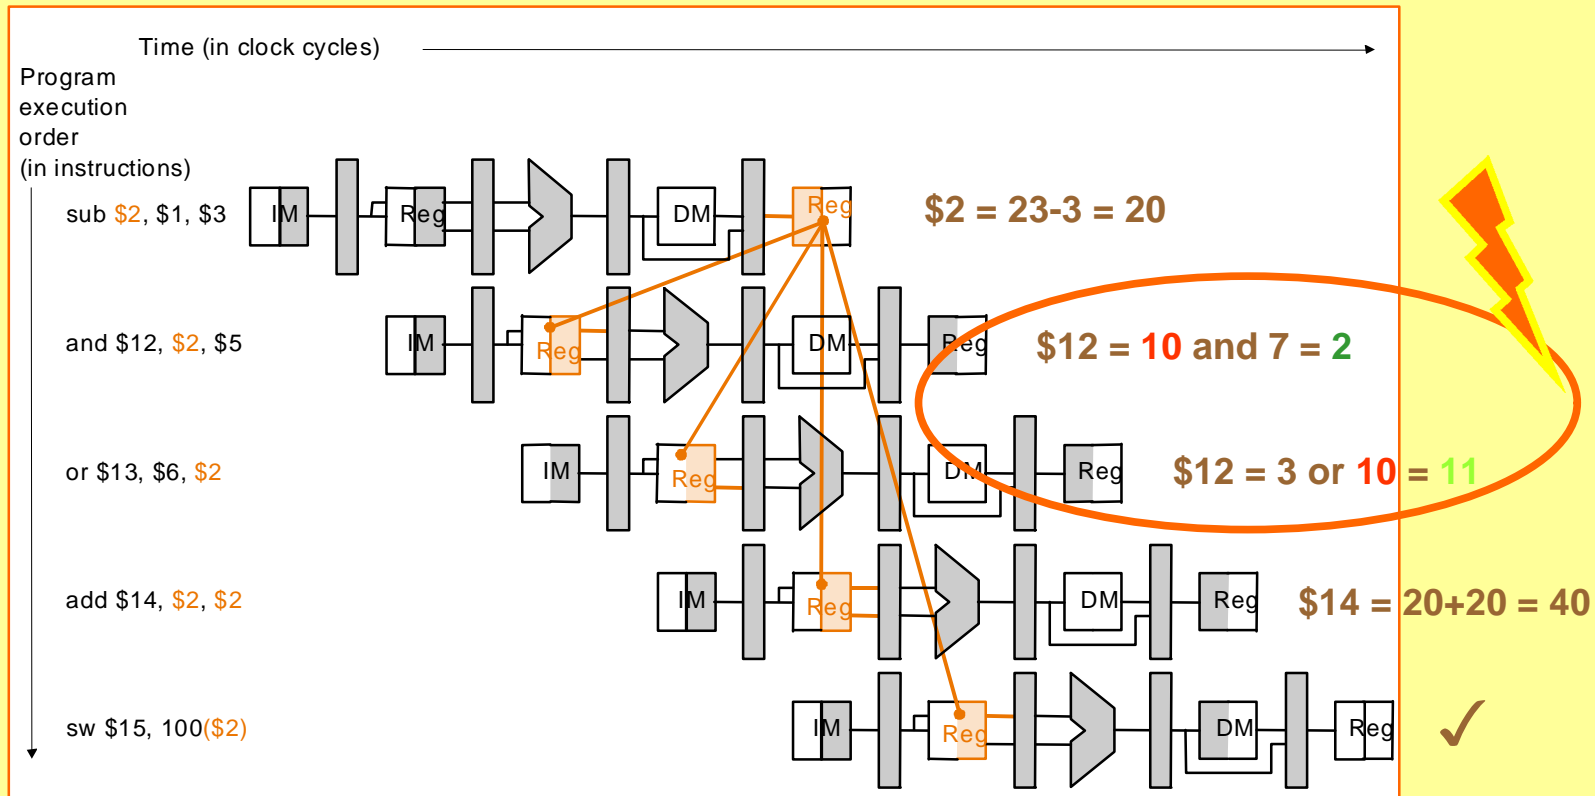 Time (in clock cycles)
Program
execution
order
(in instructions)
sub $2, $1, $3
IM
Reg
DM
Reg
$2 = 23-3 = 20
and $12, $2, $5
IM
Reg
DM
Reg
$12 = 10 and 7 = 2
or $13, $6, $2
IM
Reg
DM
Reg
$12 = 3 or 10 = 11
add $14, $2, $2
IM
Reg
DM
Reg
$14 = 20+20 = 40
sw $15, 100($2)
IM
Reg
DM
Reg
✓